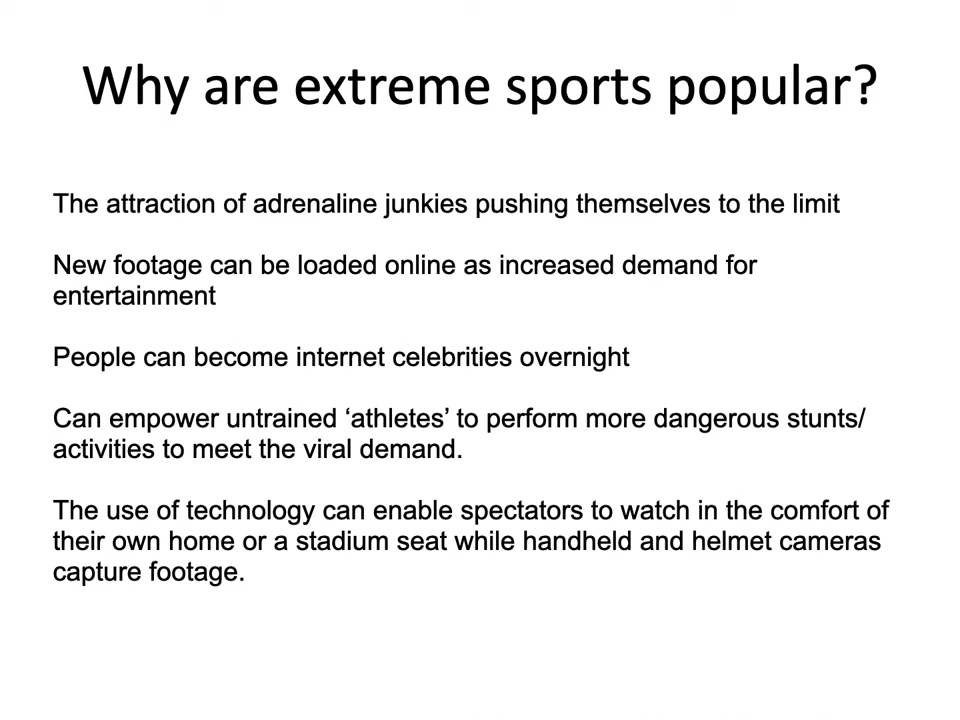 Why are extreme sports popular?
The attraction of adrenaline junkies pushing themselves to the limit
New footage can be loaded online as increased demand for
entertainment
People can become internet celebrities overnight
Can empower untrained ‘athletes’ to perform more dangerous stunts/
activities to meet the viral demand.
The use of technology can enable spectators to watch in the comfort of
their own home or a stadium seat while handheld and helmet cameras
capture footage.